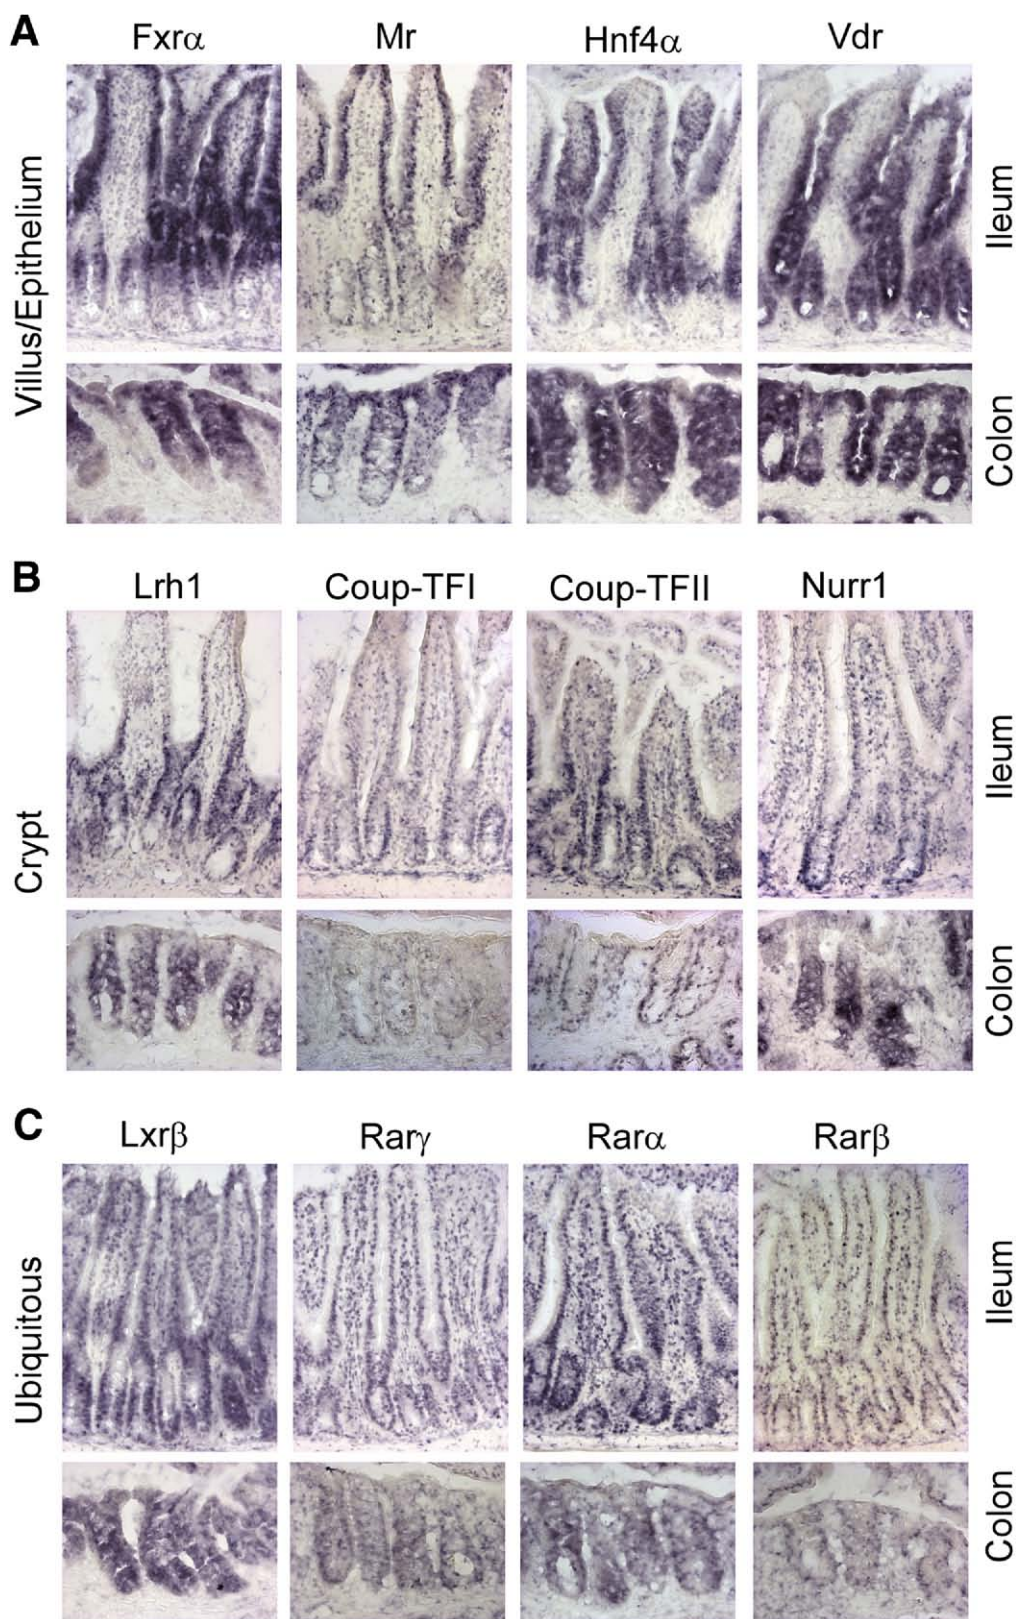 A
Fxrα
Mr
Hnf4α
Vdr
Villus/Epithelium
Ileum
Colon
B
Lrh1
Coup-TFI
Coup-TFII
Nurr1
Crypt
Ileum
Colon
C
Lxrβ
Rarγ
Rarα
Rarβ
Ubiquitous
Ileum
Colon